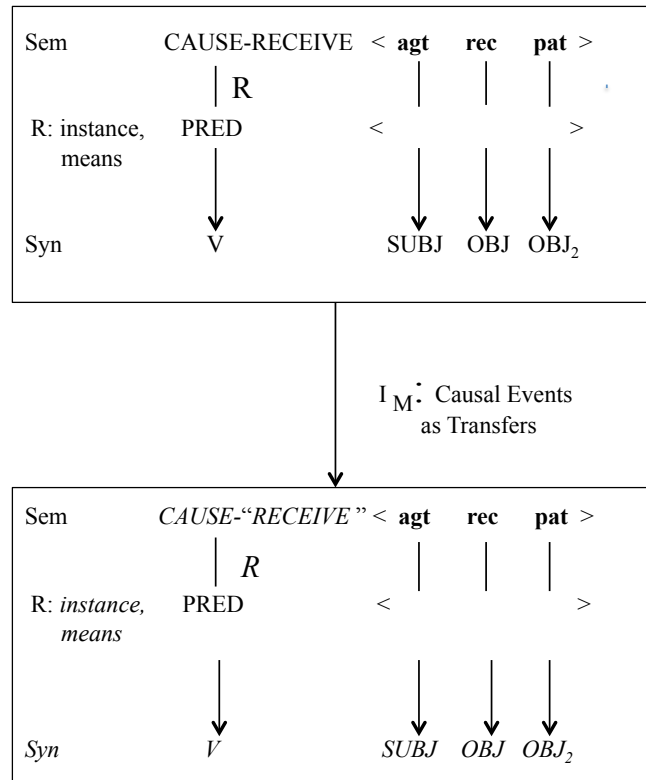 Sem CAUSE-RECEIVE < agt rec pat >
R
R: instance, PRED < >
means
Syn V SUBJ OBJ OBJ₂
I M: Causal Events
as Transfers
Sem CAUSE-“RECEIVE” < agt rec pat >
R
R: instance, PRED < >
means
Syn V SUBJ OBJ OBJ₂